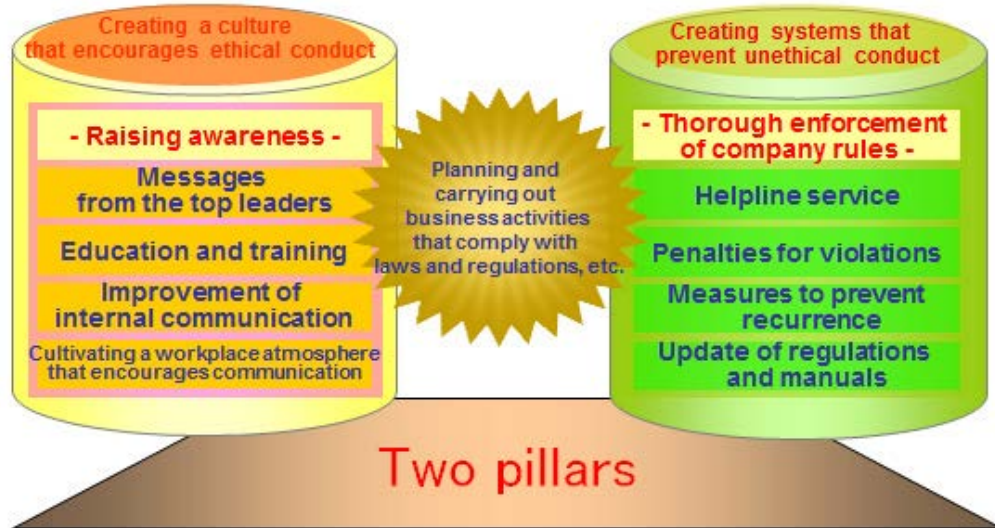 Creating a culture
that encourages ethical conduct
- Raising awareness -
Messages
from the top leaders
Education and training
Improvement of
internal communication
Cultivating a workplace atmosphere
that encourages communication
Planning and
carrying out
business activities
that comply with
laws and regulations, etc.
Creating systems that
prevent unethical conduct
- Thorough enforcement
of company rules -
Helpline service
Penalties for violations
Measures to prevent
recurrence
Update of regulations
and manuals
Two pillars